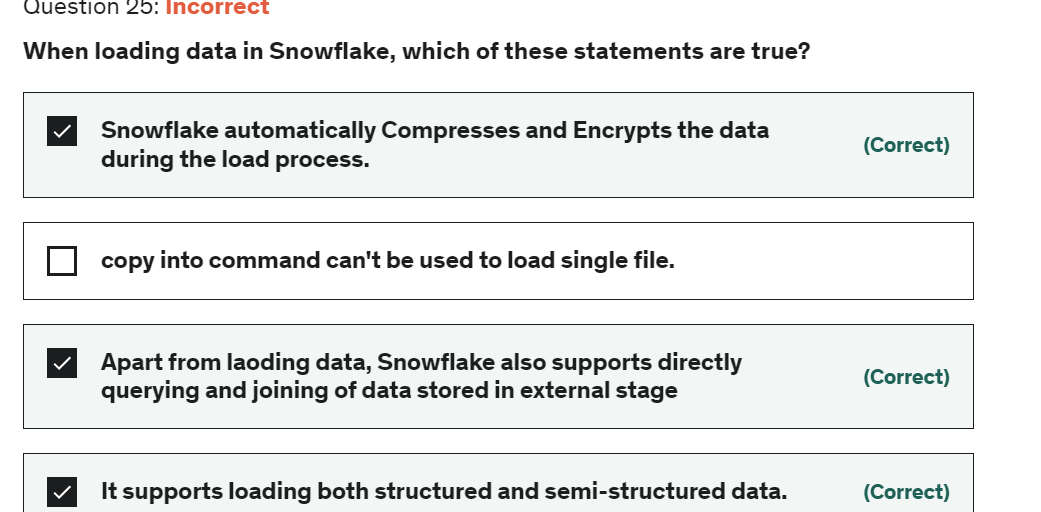 Question 25: Incorrect
When loading data in Snowflake, which of these statements are true?
Snowflake automatically Compresses and Encrypts the data
during the load process.
(Correct)
copy into command can't be used to load single file.
Apart from laoding data, Snowflake also supports directly
querying and joining of data stored in external stage
(Correct)
It supports loading both structured and semi-structured data.
(Correct)